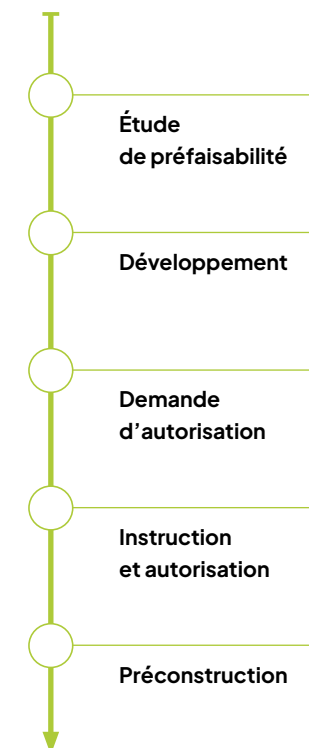 Étude
de préfaisabilité
Développement
Demande
d’autorisation
Instruction
et autorisation
Préconstruction